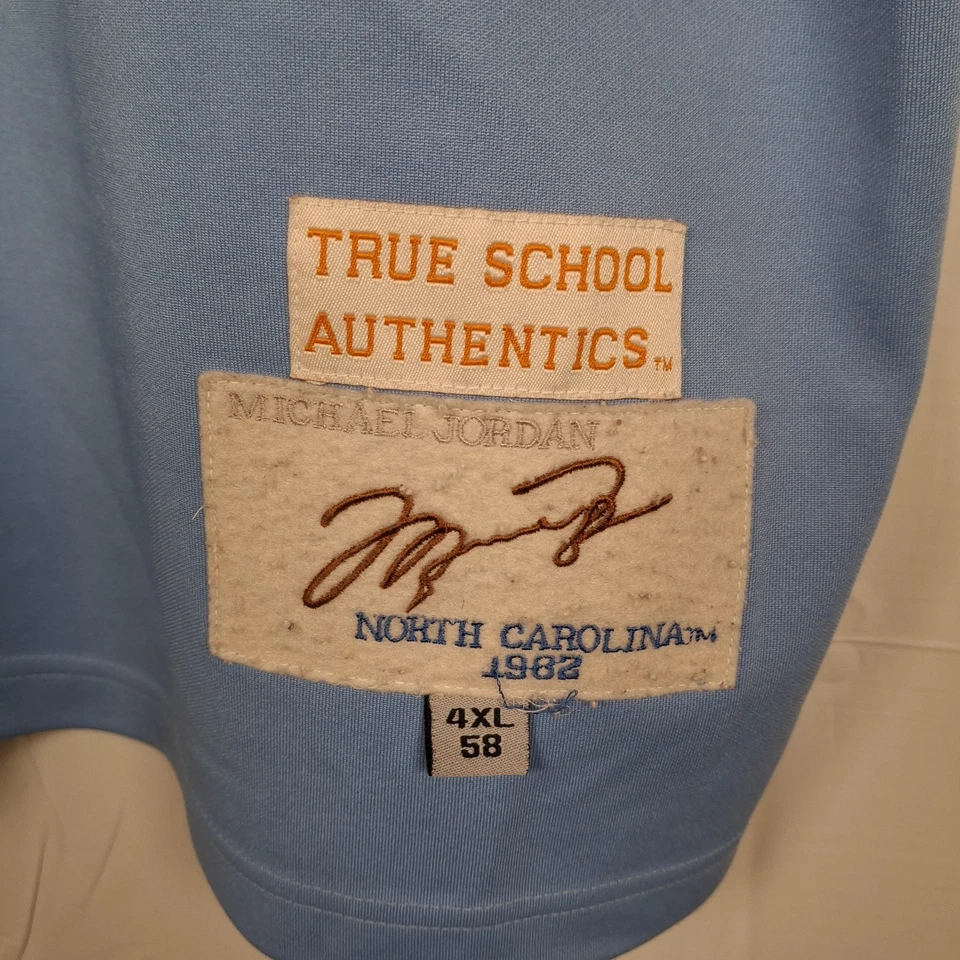 TRUE SCHOOL
AUTHENTICS™
MICHAEL JORDAN
NORTH CAROLINA™
1982
4XL
58